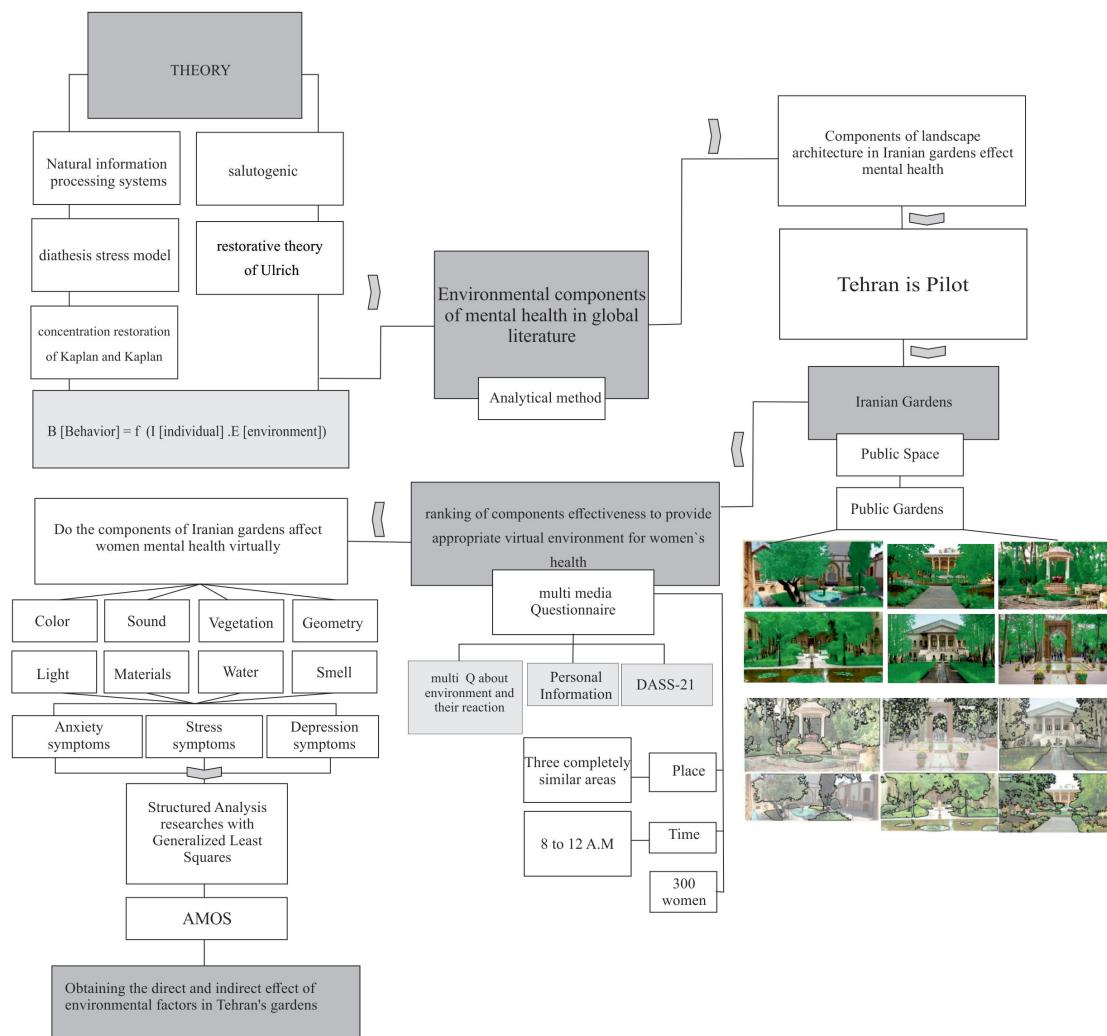 THEORY
Natural information
processing systems
diathesis stress model
concentration restoration
of Kaplan and Kaplan
salutogenic
restorative theory
of Ulrich
B [Behavior] = f (I [individual] .E [environment])
Environmental components
of mental health in global
literature
Analytical method
Components of landscape
architecture in Iranian gardens effect
mental health
Tehran is Pilot
Iranian Gardens
Public Space
Public Gardens
ranking of components effectiveness to provide
appropriate virtual environment for women`s
health
multi media
Questionnaire
multi Q about
environment and
their reaction
Personal
Information
DASS-21
Three completely
similar areas
Place
8 to 12 A.M
Time
300
women
Do the components of Iranian gardens affect
women mental health virtually
Color
Sound
Vegetation
Geometry
Light
Materials
Water
Smell
Anxiety
symptoms
Stress
symptoms
Depression
symptoms
Structured Analysis
researches with
Generalized Least
Squares
AMOS
Obtaining the direct and indirect effect of
environmental factors in Tehran's gardens